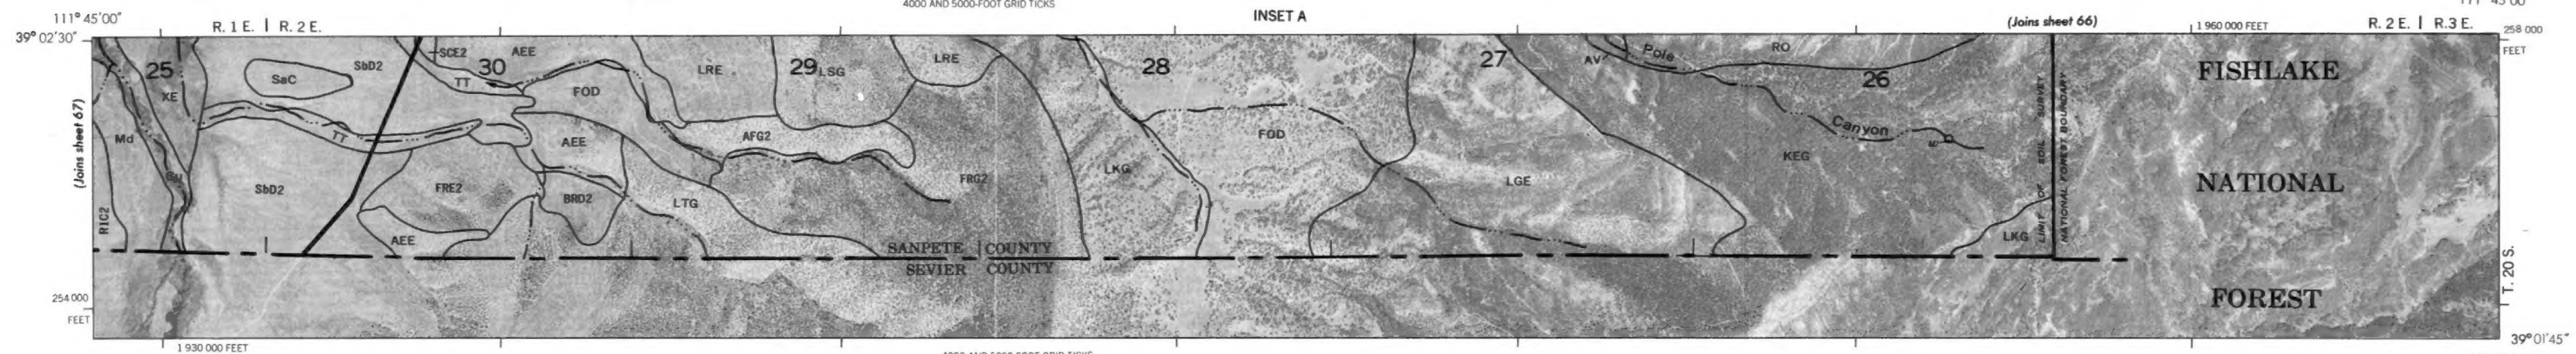 4000 AND 5000-FOOT GRID TICKS
111° 45'00"
R. 1 E. | R. 2 E.
INSET A
(Joins sheet 66)
1 960 000 FEET
R. 2 E. | R.3 E.
39° 02'30"
258 000
FEET
25
SaC
SbD2
SCE2
AEE
TT
30
FOD
LRE
29
LSG
LRE
28
27
AV
Pole
RO
26
FISHLAKE
XE
(Joins sheet 67)
Md
TT
AEE
AFG2
FOD
Canyon
KEG
LIMIT OF SOIL SURVEY
NATIONAL FOREST BOUNDARY
NATIONAL
SbD2
FRE2
BRD2
LTG
FRG2
LKG
LGE
RIC2
AEE
SANPETE COUNTY
SEVIER COUNTY
LKG
T. 20 S.
FOREST
254 000
FEET
1 930 000 FEET
39° 01'45"